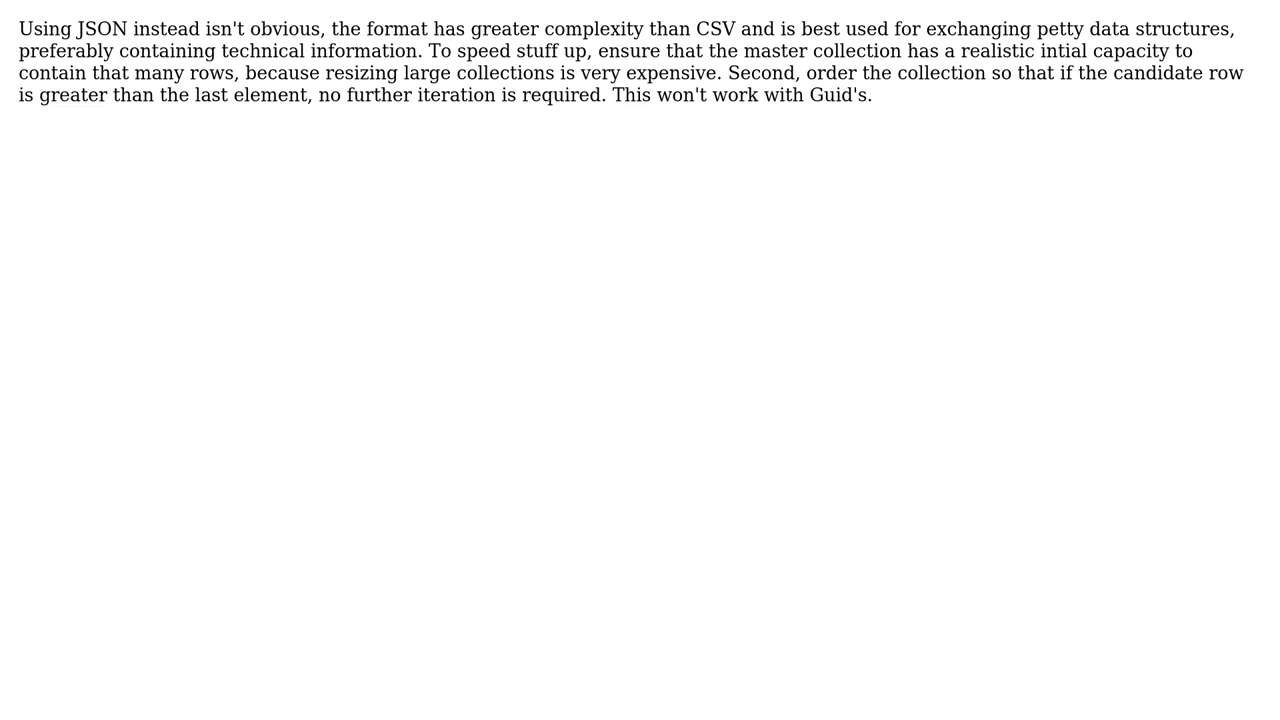 Using JSON instead isn't obvious, the format has greater complexity than CSV and is best used for exchanging petty data structures,
preferably containing technical information. To speed stuff up, ensure that the master collection has a realistic intial capacity to
contain that many rows, because resizing large collections is very expensive. Second, order the collection so that if the candidate row
is greater than the last element, no further iteration is required. This won't work with Guid's.